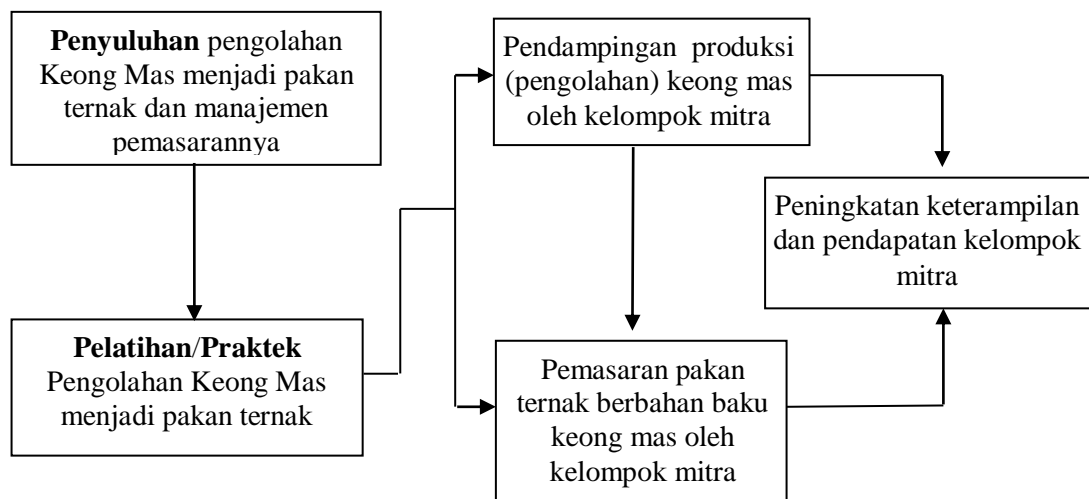 Penyuluhan pengolahan
Keong Mas menjadi pakan
ternak dan manajemen
pemasarannya
Pelatihan/Praktek
Pengolahan Keong Mas
menjadi pakan ternak
Pendampingan produksi
(pengolahan) keong mas
oleh kelompok mitra
Pemasaran pakan
ternak berbahan baku
keong mas oleh
kelompok mitra
Peningkatan keterampilan
dan pendapatan kelompok
mitra